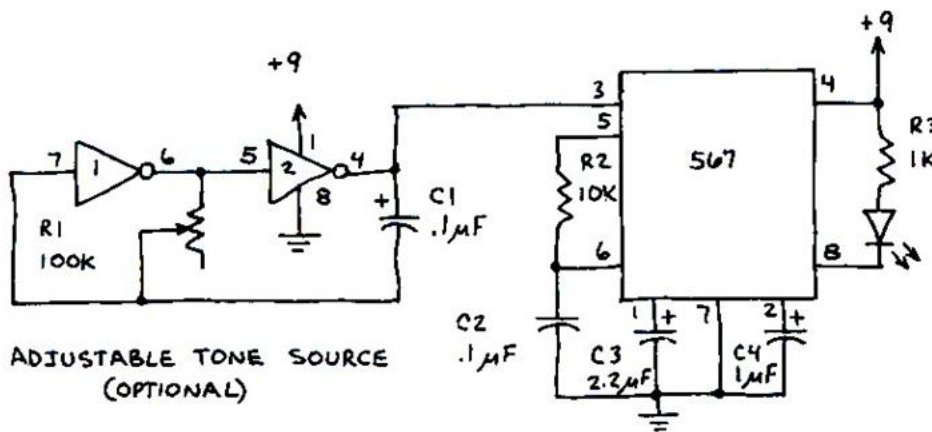 +9
+9
3
4
5
7
1
6
5
2
1
4
8
R1
100K
C1
+
.1µF
R2
10K
567
R3
1K
6
8
C2
.1µF
1
+
C3
2.2µF
7
2
+
C4
1µF
ADJUSTABLE TONE SOURCE
(OPTIONAL)